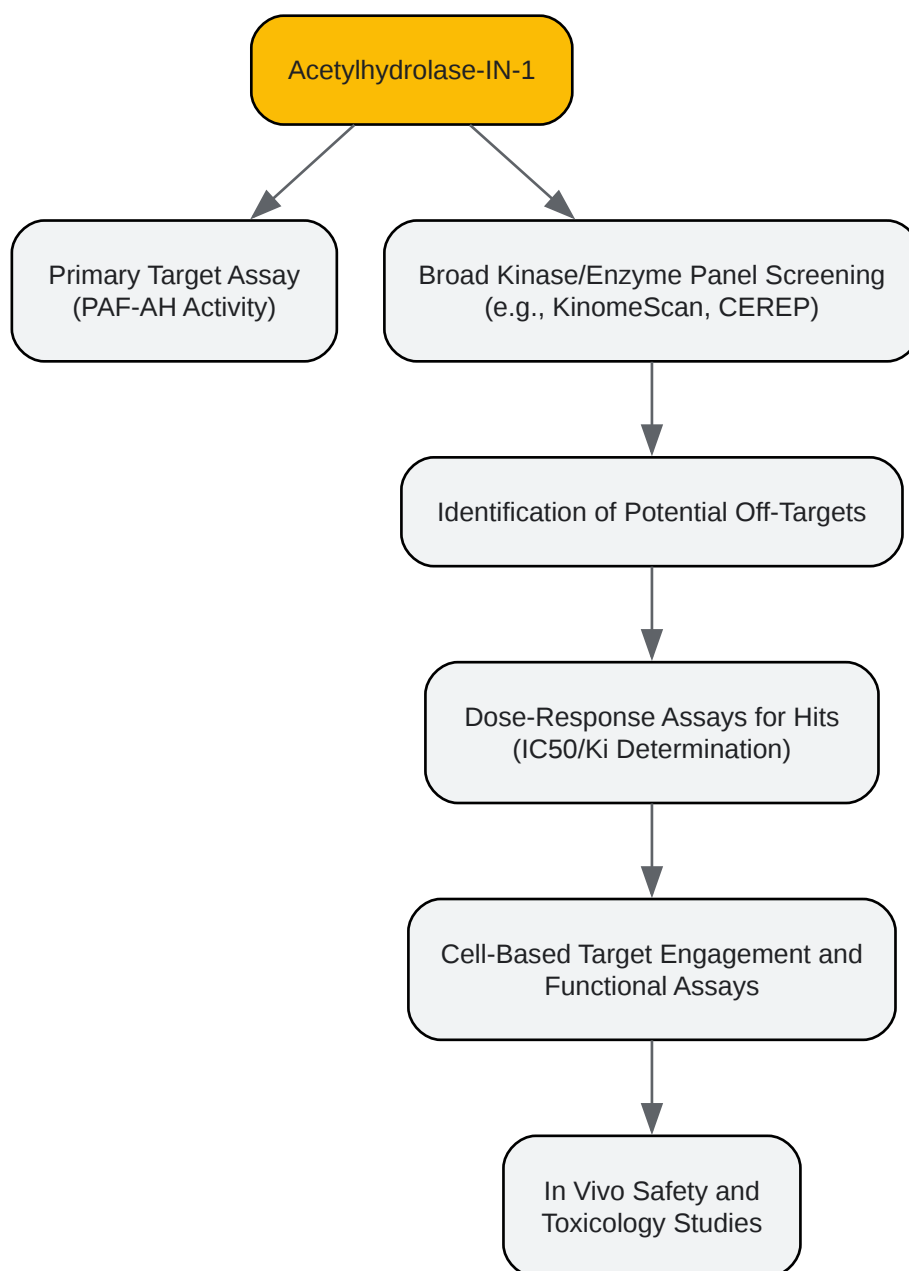 Acetylhydrolase-IN-1
Primary Target Assay
(PAF-AH Activity)
Broad Kinase/Enzyme Panel Screening
(e.g., KinomeScan, CEREP)
Identification of Potential Off-Targets
Dose-Response Assays for Hits
(IC50/Ki Determination)
Cell-Based Target Engagement and
Functional Assays
In Vivo Safety and
Toxicology Studies